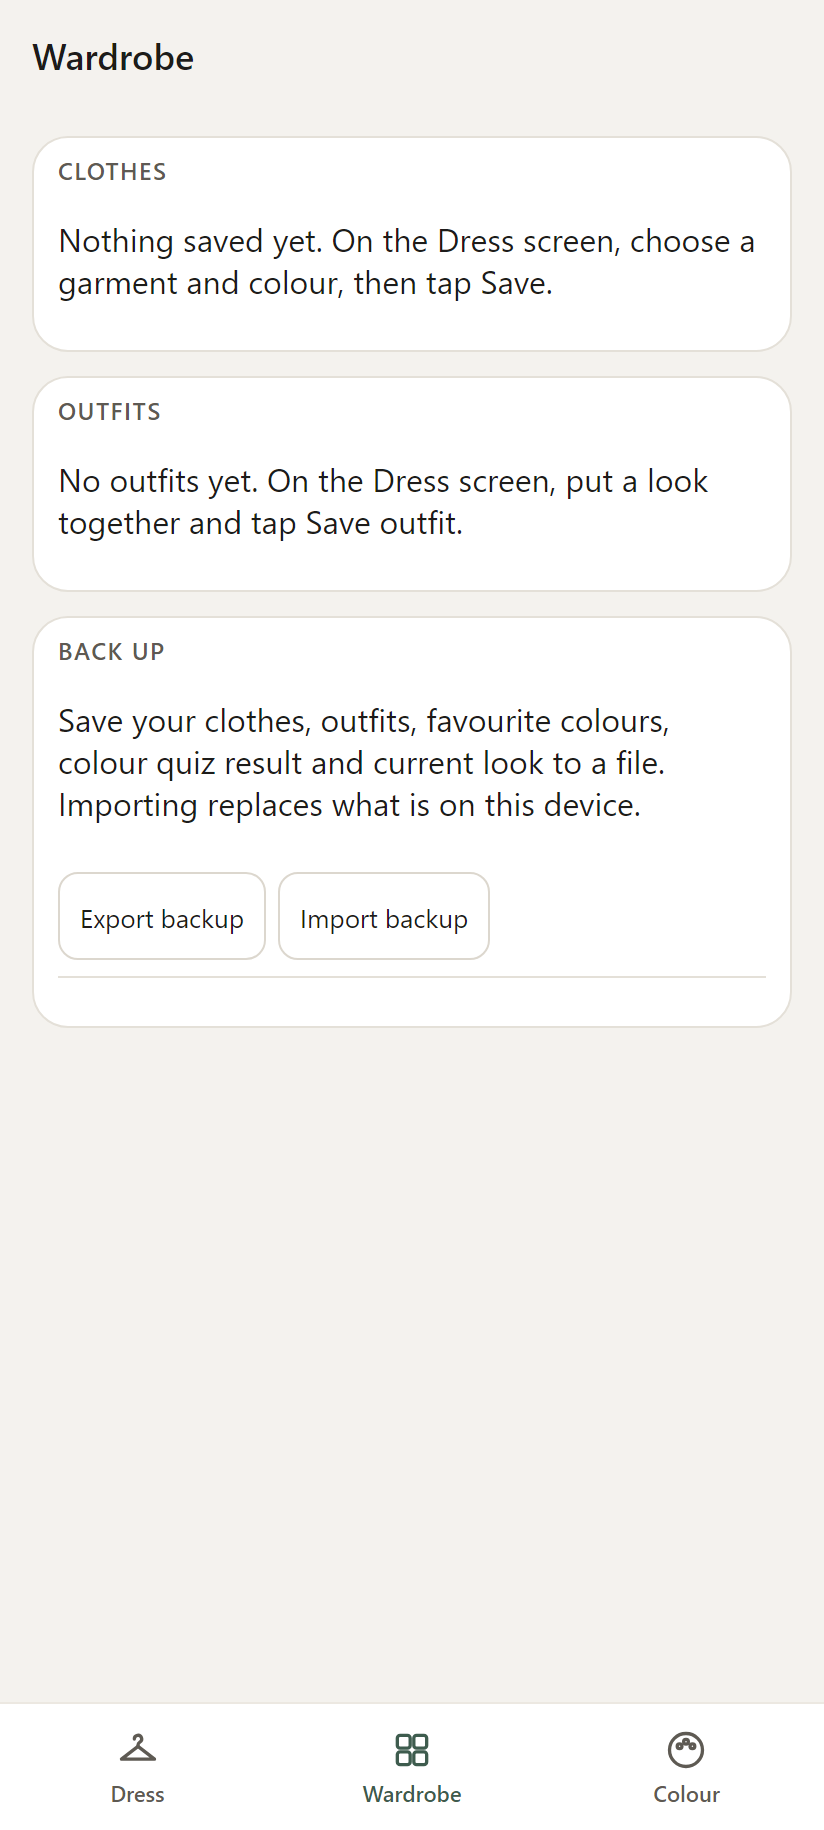 Wardrobe
CLOTHES
Nothing saved yet. On the Dress screen, choose a
garment and colour, then tap Save.
OUTFITS
No outfits yet. On the Dress screen, put a look
together and tap Save outfit.
BACK UP
Save your clothes, outfits, favourite colours,
colour quiz result and current look to a file.
Importing replaces what is on this device.
Export backup
Import backup
Dress
Wardrobe
Colour